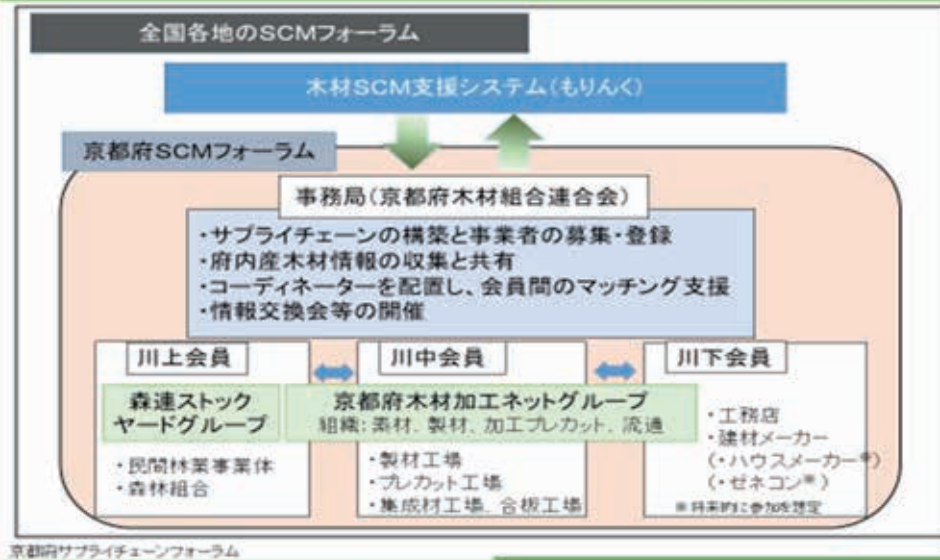 全国各地のSCMフォーラム
木材SCM支援システム(もりんく)
京都府SCMフォーラム
事務局(京都府木材組合連合会)
・サプライチェーンの構築と事業者の募集・登録
・府内産木材情報の収集と共有
・コーディネーターを配置し、会員間のマッチング支援
・情報交換会等の開催
川上会員
森連ストック
ヤードグループ
・民間林業事業体
・森林組合
川中会員
京都府木材加工ネットグループ
組織:素材、製材、加工プレカット、流通
・製材工場
・プレカット工場
・集成材工場、合板工場
川下会員
・工務店
・建材メーカー
(・ハウスメーカー※)
(・ゼネコン※)
※将来的に参加を想定
京都府サプライチェーンフォーラム